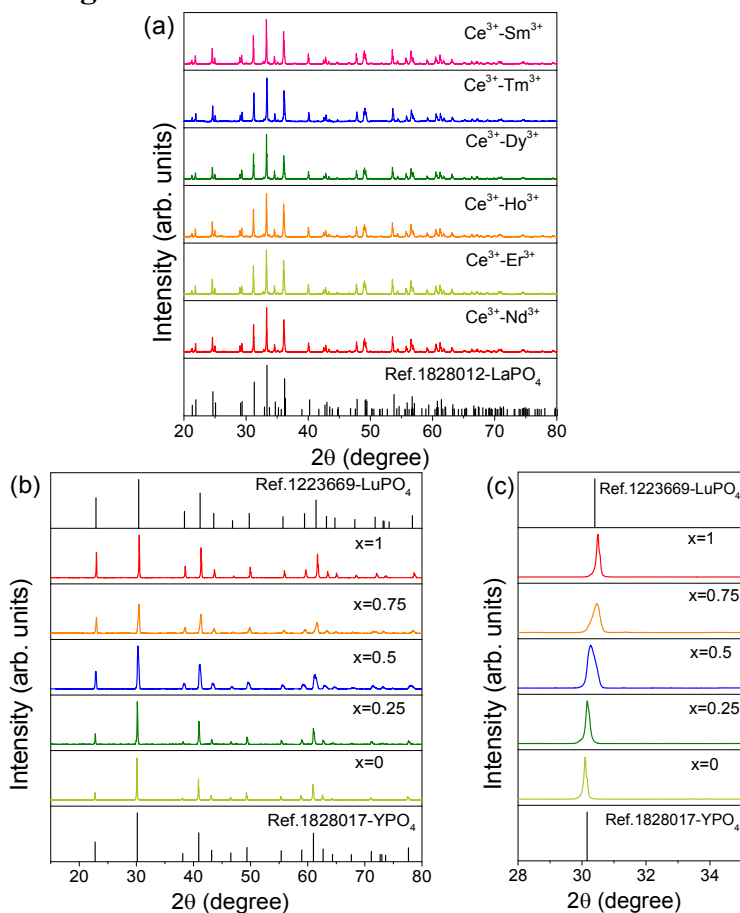 (a)
Ce³⁺-Sm³⁺
Ce³⁺-Tm³⁺
Ce³⁺-Dy³⁺
Ce³⁺-Ho³⁺
Ce³⁺-Er³⁺
Ce³⁺-Nd³⁺
Ref.1828012-LaPO₄
Intensity (arb. units)
20 30 40 50 60 70 80
2θ (degree)
(b)
Ref.1223669-LuPO₄
x=1
x=0.75
x=0.5
x=0.25
x=0
Ref.1828017-YPO₄
Intensity (arb. units)
20 30 40 50 60 70 80
2θ (degree)
(c)
Ref.1223669-LuPO₄
x=1
x=0.75
x=0.5
x=0.25
x=0
Ref.1828017-YPO₄
Intensity (arb. units)
28 30 32 34
2θ (degree)